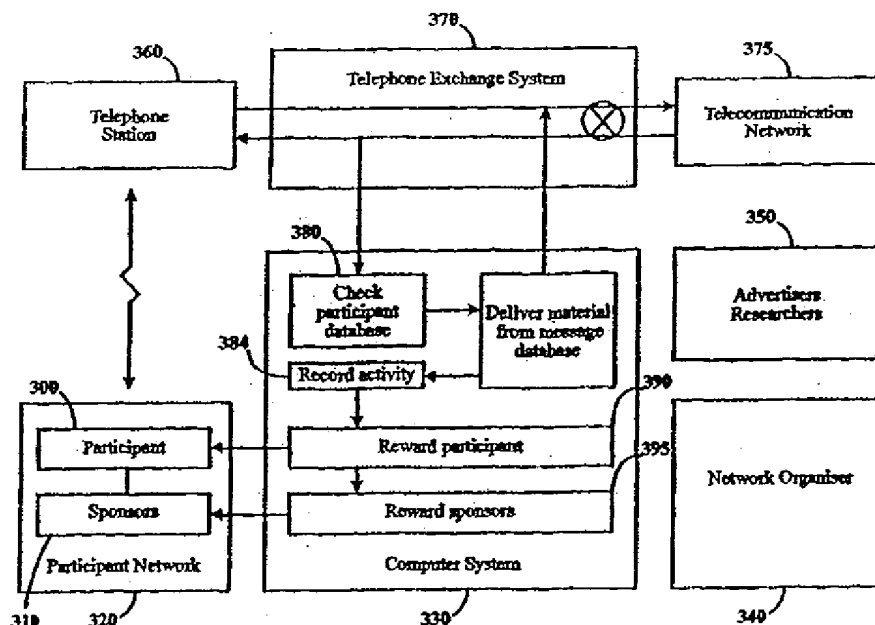 370
360
375
Telephone Exchange System
Telephone
Station
Telecommunication
Network
350
380
Check
participant
database
Deliver material
from message
database
Advertisers
Researchers
384
Record activity
300
390
Participant
Reward participant
395
Network Organiser
Sponsors
Reward sponsors
Participant Network
Computer System
310
320
330
340